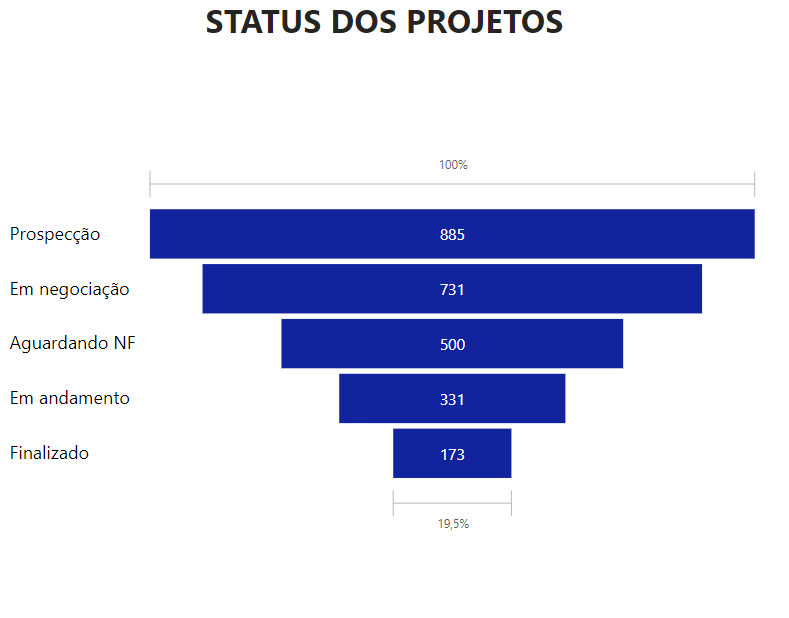 STATUS DOS PROJETOS
100%
Prospecção 885
Em negociação 731
Aguardando NF 500
Em andamento 331
Finalizado 173
19,5%